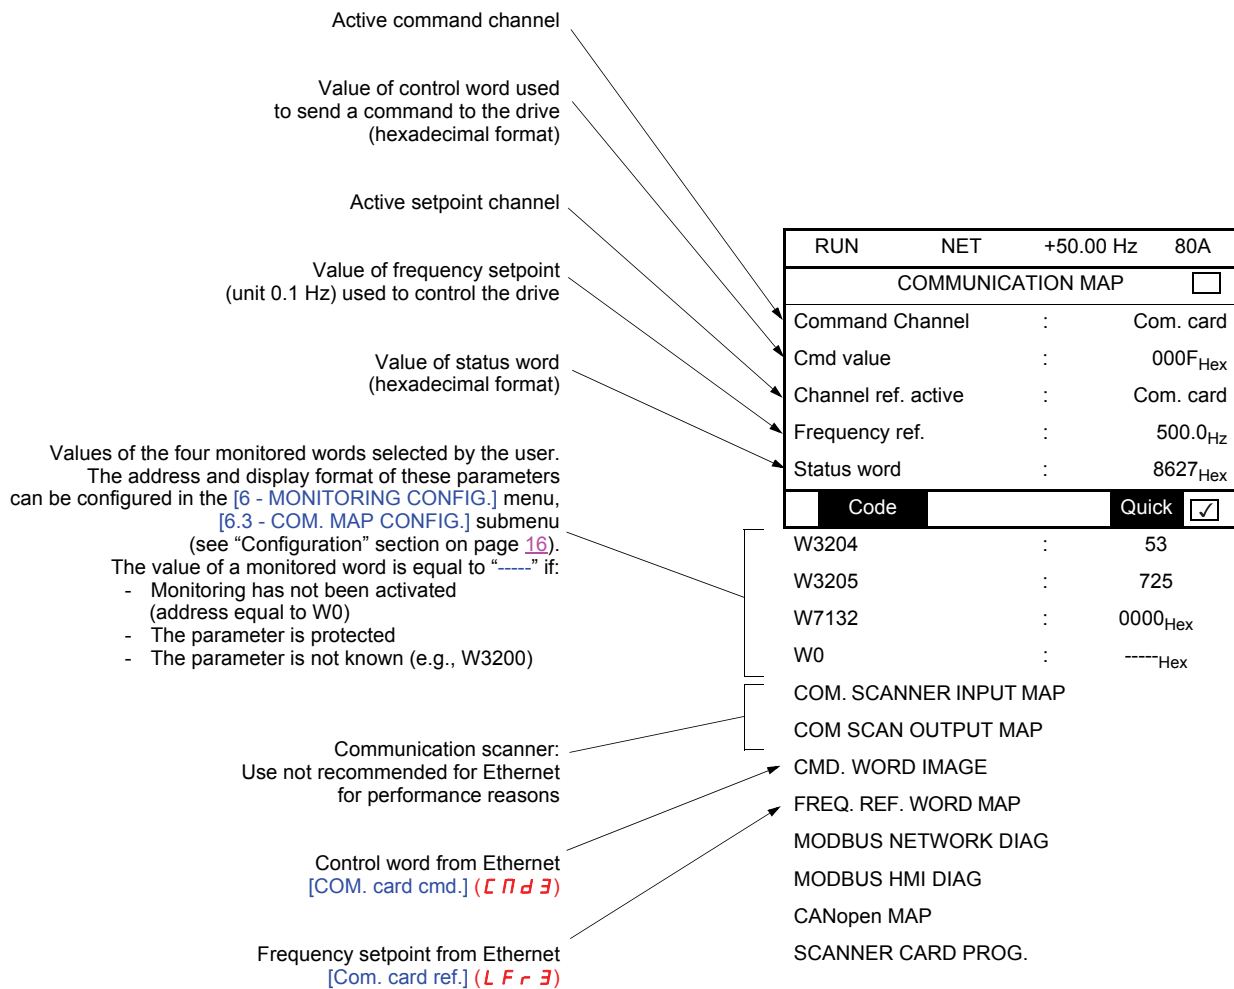 Active command channel
Value of control word used
to send a command to the drive
(hexadecimal format)
Active setpoint channel
Value of frequency setpoint
(unit 0.1 Hz) used to control the drive
Value of status word
(hexadecimal format)
Values of the four monitored words selected by the user.
The address and display format of these parameters
can be configured in the [6 - MONITORING CONFIG.] menu,
[6.3 - COM. MAP CONFIG.] submenu
(see “Configuration” section on page 16).
The value of a monitored word is equal to “-----” if:
- Monitoring has not been activated
(address equal to W0)
- The parameter is protected
- The parameter is not known (e.g., W3200)
Communication scanner:
Use not recommended for Ethernet
for performance reasons
Control word from Ethernet
[COM. card cmd.] (CMd3)
Frequency setpoint from Ethernet
[Com. card ref.] (LFr3)
RUN NET +50.00 Hz 80A
COMMUNICATION MAP
Command Channel : Com. card
Cmd value : 000FHex
Channel ref. active : Com. card
Frequency ref. : 500.0Hz
Status word : 8627Hex
Code Quick ✓
W3204 : 53
W3205 : 725
W7132 : 0000Hex
W0 : -----Hex
COM. SCANNER INPUT MAP
COM SCAN OUTPUT MAP
CMD. WORD IMAGE
FREQ. REF. WORD MAP
MODBUS NETWORK DIAG
MODBUS HMI DIAG
CANopen MAP
SCANNER CARD PROG.